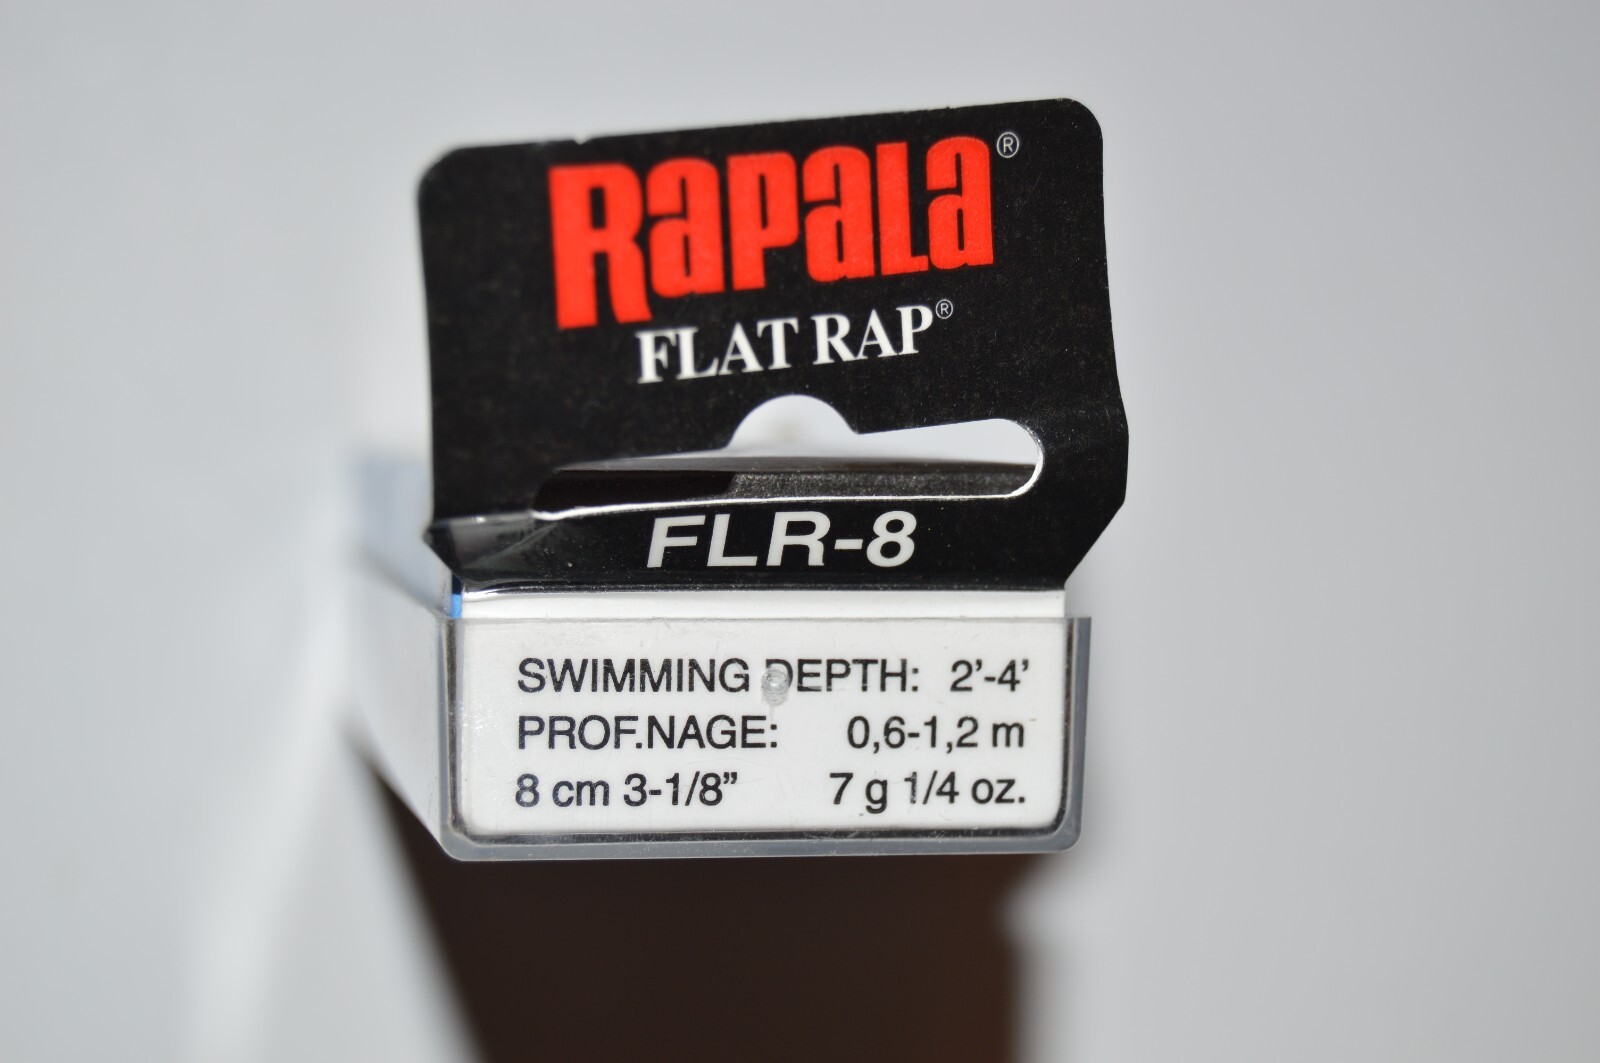 Rapala®
FLAT RAP®
FLR-8
SWIMMING DEPTH: 2'-4'
PROF.NAGE: 0,6-1,2 m
8 cm 3-1/8" 7 g 1/4 oz.